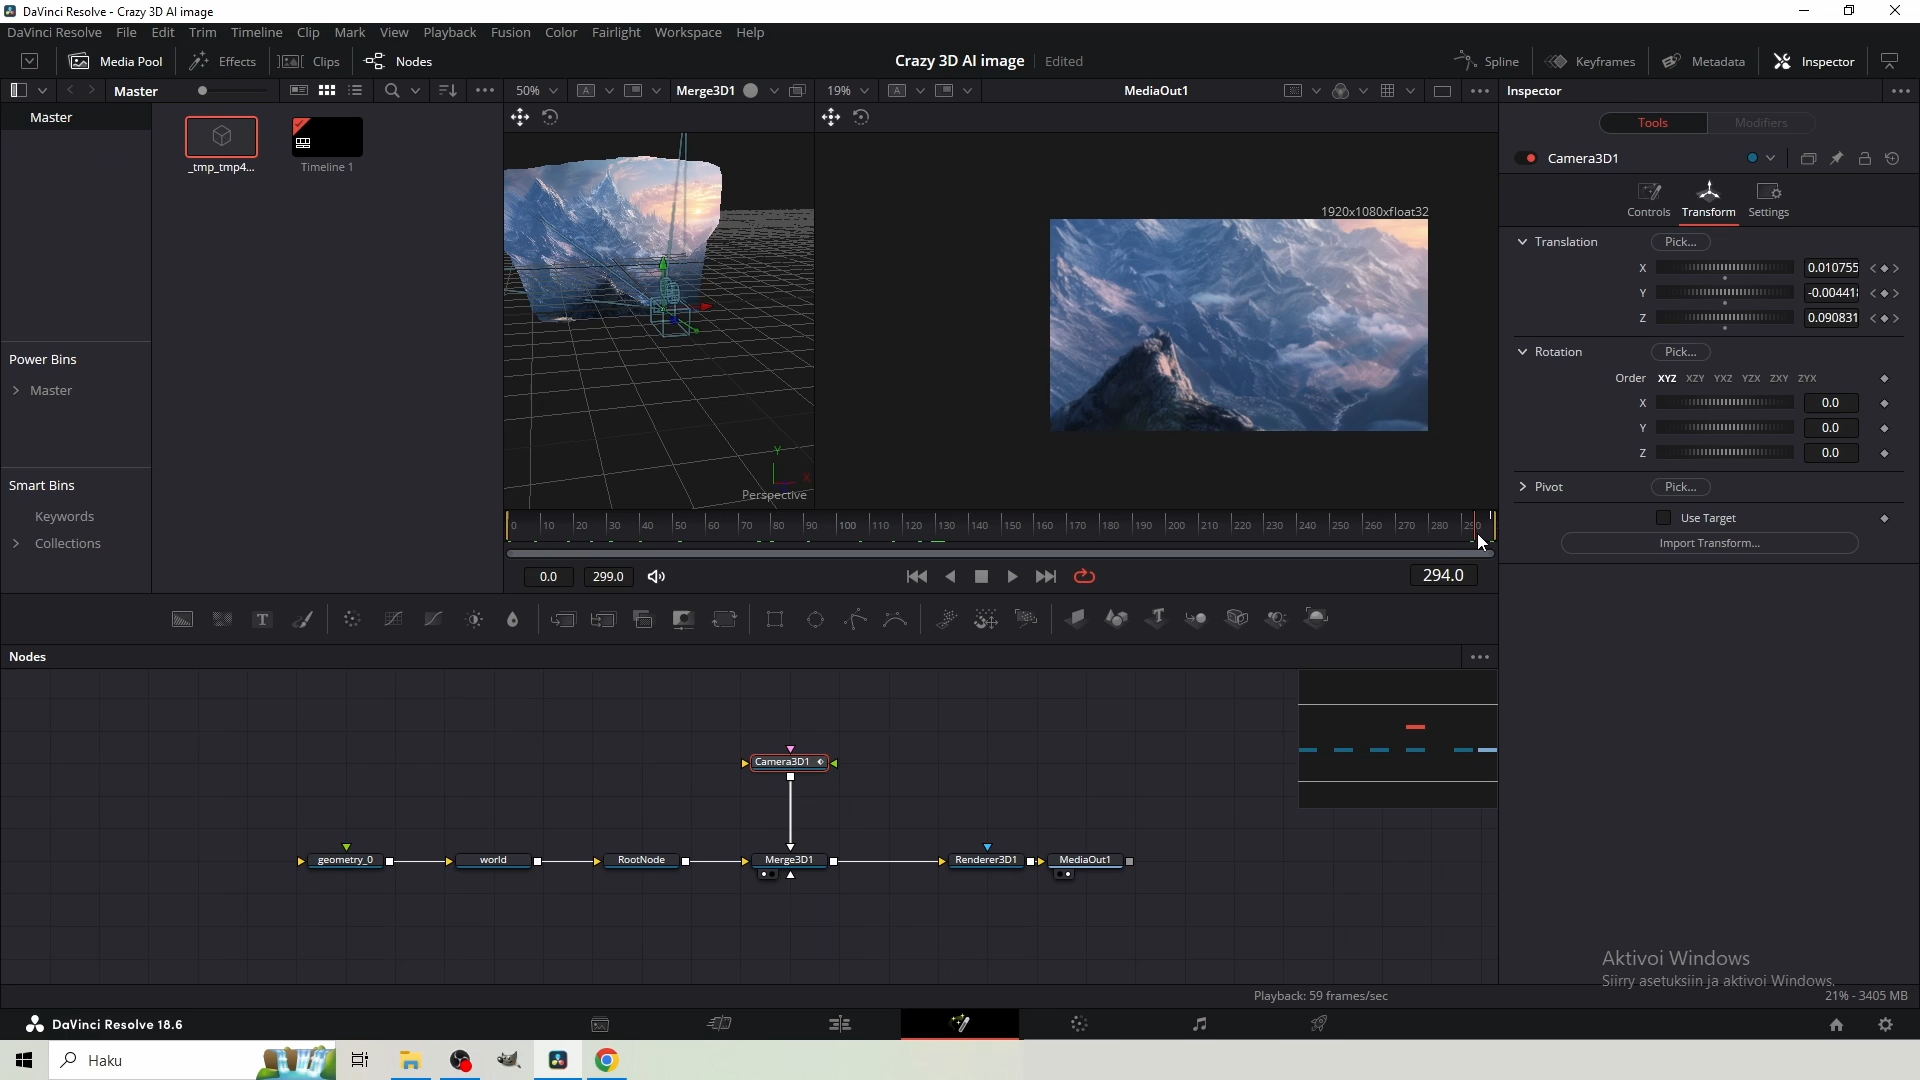 DaVinci Resolve - Crazy 3D AI image
DaVinci Resolve File Edit Trim Timeline Clip Mark View Playback Fusion Color Fairlight Workspace Help
Media Pool Effects Clips Nodes Crazy 3D AI image Edited Spline Keyframes Metadata Inspector
Master 50% Merge3D1 19% MediaOut1 Inspector
Master
Tools Modifiers
_tmp_tmp4... Timeline 1
Camera3D1
Controls Transform Settings
1920x1080xfloat32
Translation Pick...
X 0.010755
Y -0.004418
Z 0.090831
Power Bins
Master
Rotation Pick...
Order XYZ XZY YXZ YZX ZXY ZYX
X 0.0
Y 0.0
Z 0.0
Smart Bins
Keywords
Collections
Y
X
Perspective
Pivot Pick...
Use Target
Import Transform...
0 10 20 30 40 50 60 70 80 90 100 110 120 130 140 150 160 170 180 190 200 210 220 230 240 250 260 270 280 290
0.0 299.0 294.0
Nodes
Camera3D1
geometry_0 world RootNode Merge3D1 Renderer3D1 MediaOut1
Aktivoi Windows
Siirry asetuksiin ja aktivoi Windows.
Playback: 59 frames/sec 21% - 3405 MB
DaVinci Resolve 18.6
Haku